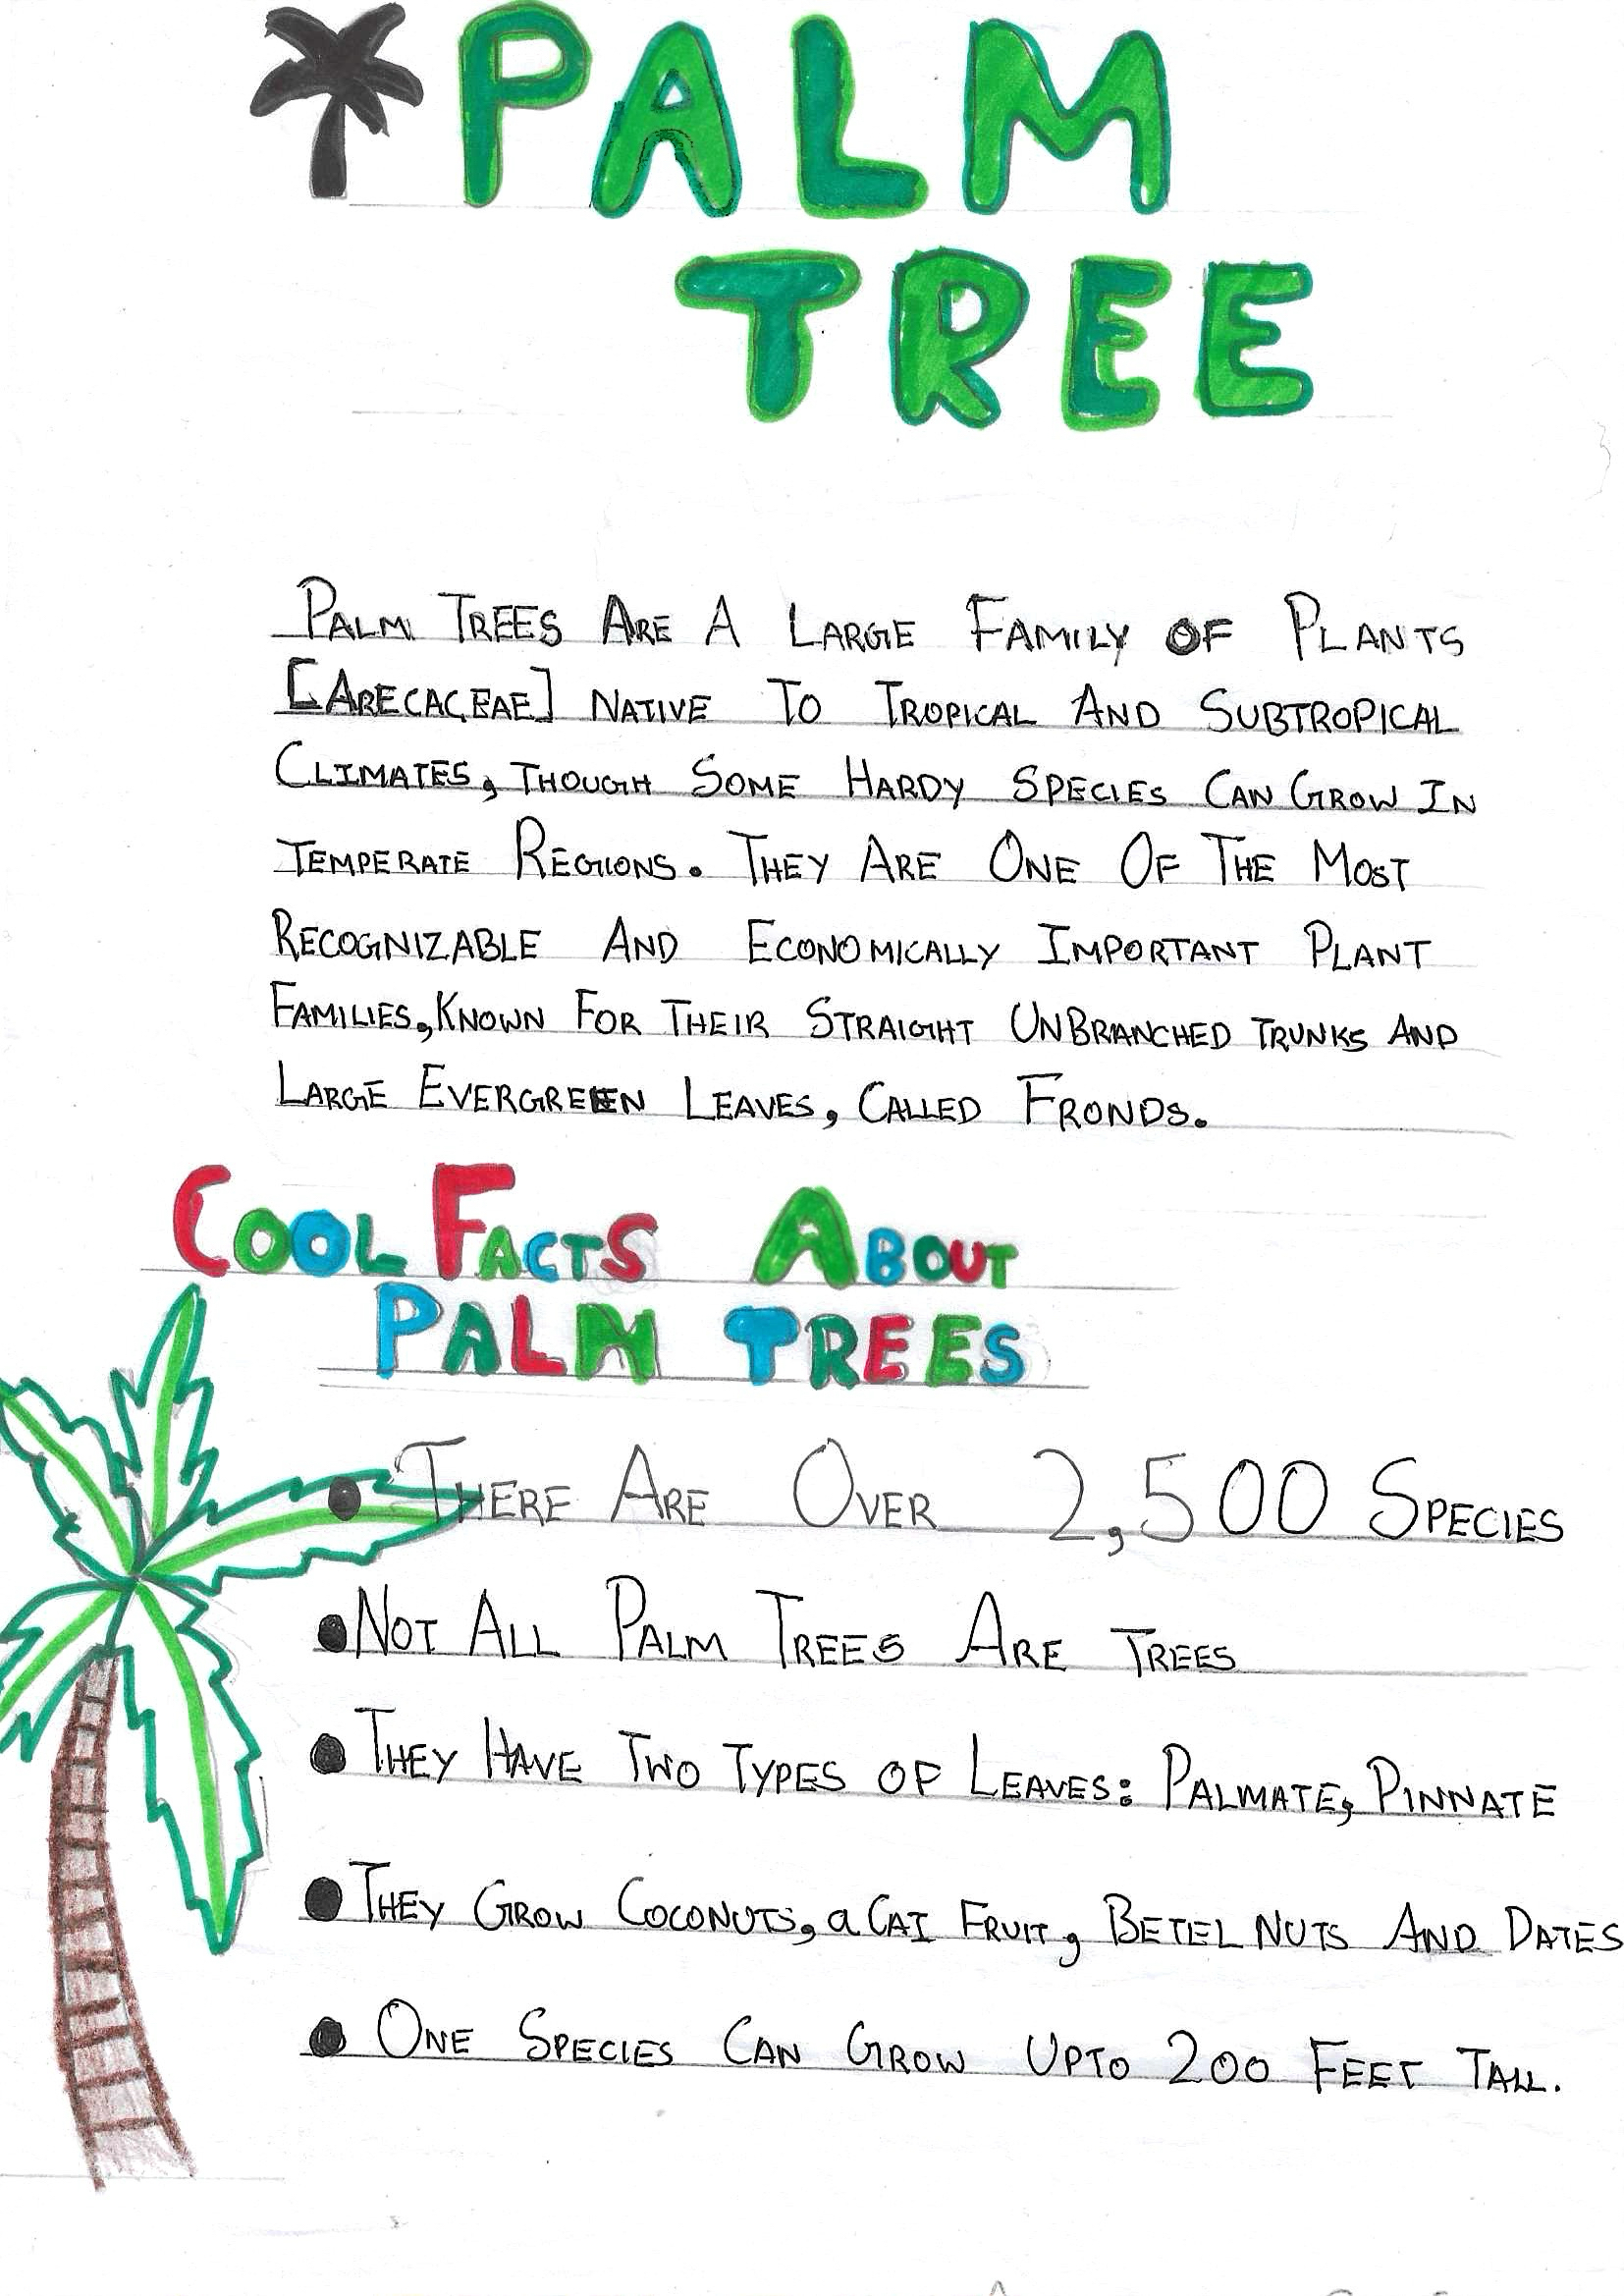 PALM
TREE
PALM TREES ARE A LARGE FAMILY OF PLANTS
[ARECACEAE] NATIVE TO TROPICAL AND SUBTROPICAL
CLIMATES, THOUGH SOME HARDY SPECIES CAN GROW IN
TEMPERATE REGIONS. THEY ARE ONE OF THE MOST
RECOGNIZABLE AND ECONOMICALLY IMPORTANT PLANT
FAMILIES, KNOWN FOR THEIR STRAIGHT UNBRANCHED TRUNKS AND
LARGE EVERGREEN LEAVES, CALLED FRONDS.
COOL FACTS ABOUT
PALM TREES
• THERE ARE OVER 2,500 SPECIES
• NOT ALL PALM TREES ARE TREES
• THEY HAVE TWO TYPES OF LEAVES: PALMATE, PINNATE
• THEY GROW COCONUTS, aCAI FRUIT, BETEL NUTS AND DATES
• ONE SPECIES CAN GROW UPTO 200 FEET TALL.